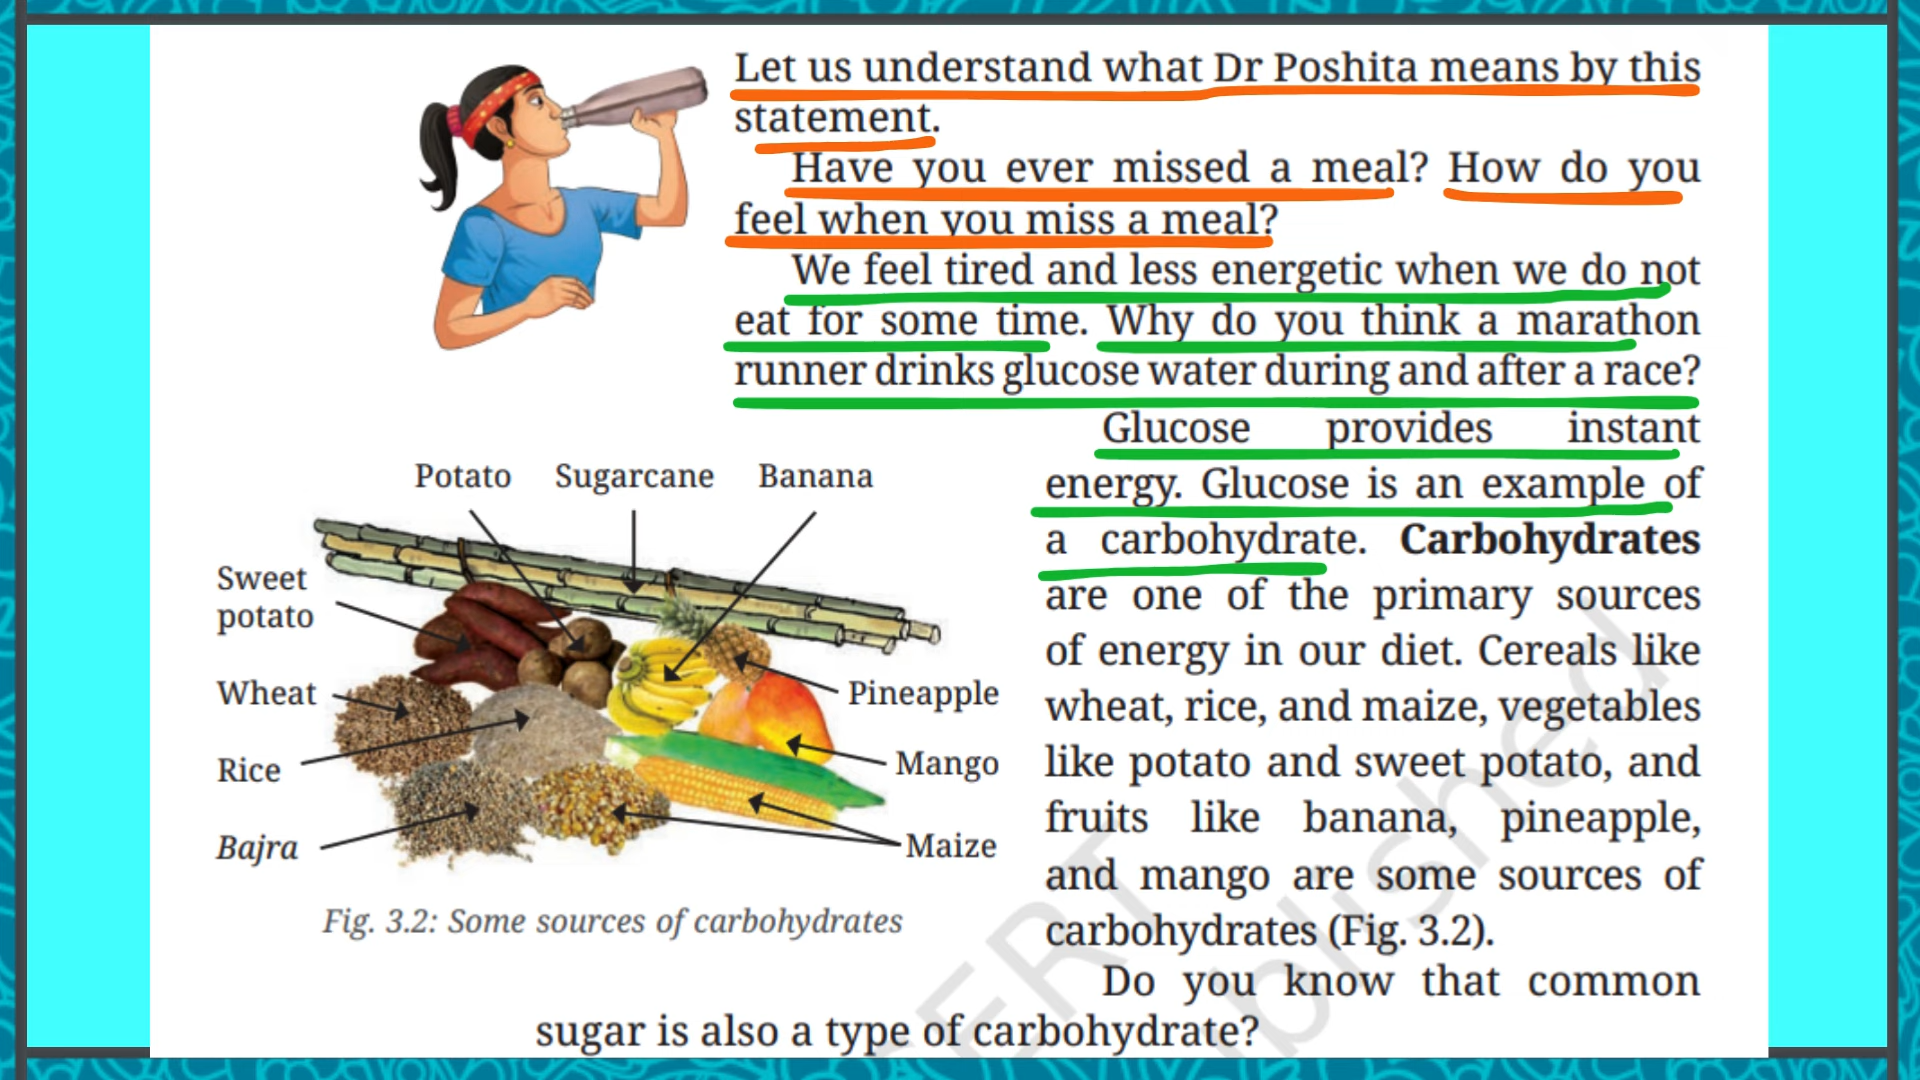 Let us understand what Dr Poshita means by this
statement.
Have you ever missed a meal? How do you
feel when you miss a meal?
We feel tired and less energetic when we do not
eat for some time. Why do you think a marathon
runner drinks glucose water during and after a race?
Glucose provides instant
energy. Glucose is an example of
a carbohydrate. Carbohydrates
are one of the primary sources
of energy in our diet. Cereals like
wheat, rice, and maize, vegetables
like potato and sweet potato, and
fruits like banana, pineapple,
and mango are some sources of
carbohydrates (Fig. 3.2).
Do you know that common
sugar is also a type of carbohydrate?
Potato Sugarcane Banana
Sweet
potato
Wheat
Pineapple
Rice
Mango
Bajra
Maize
Fig. 3.2: Some sources of carbohydrates